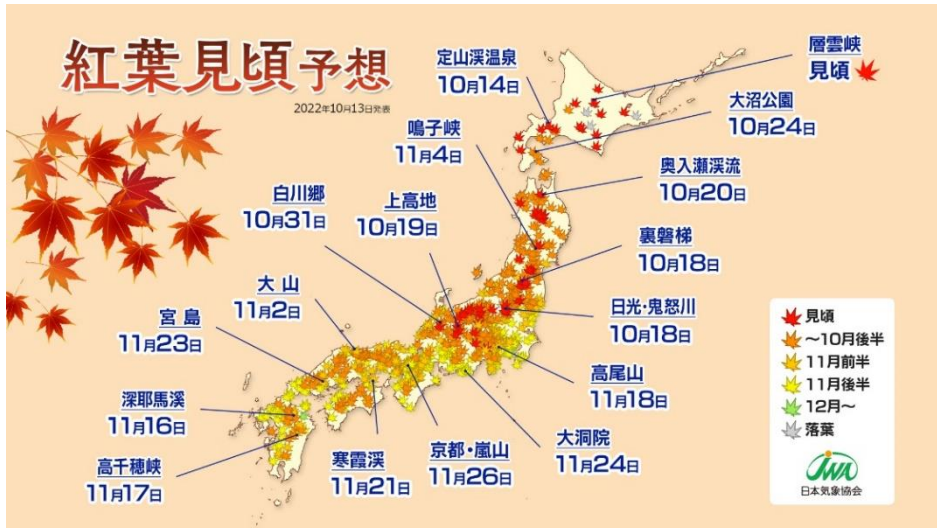 紅葉見頃予想
2022年10月13日発表
層雲峡
見頃
定山渓温泉
10月14日
大沼公園
10月24日
鳴子峡
11月4日
奥入瀬渓流
10月20日
白川郷
10月31日
上高地
10月19日
裏磐梯
10月18日
大山
11月2日
日光・鬼怒川
10月18日
宮島
11月23日
高尾山
11月18日
深耶馬渓
11月16日
大洞院
11月24日
京都・嵐山
11月26日
寒霞渓
11月21日
高千穂峡
11月17日
見頃
～10月後半
11月前半
11月後半
12月～
落葉
JWA
日本気象協会